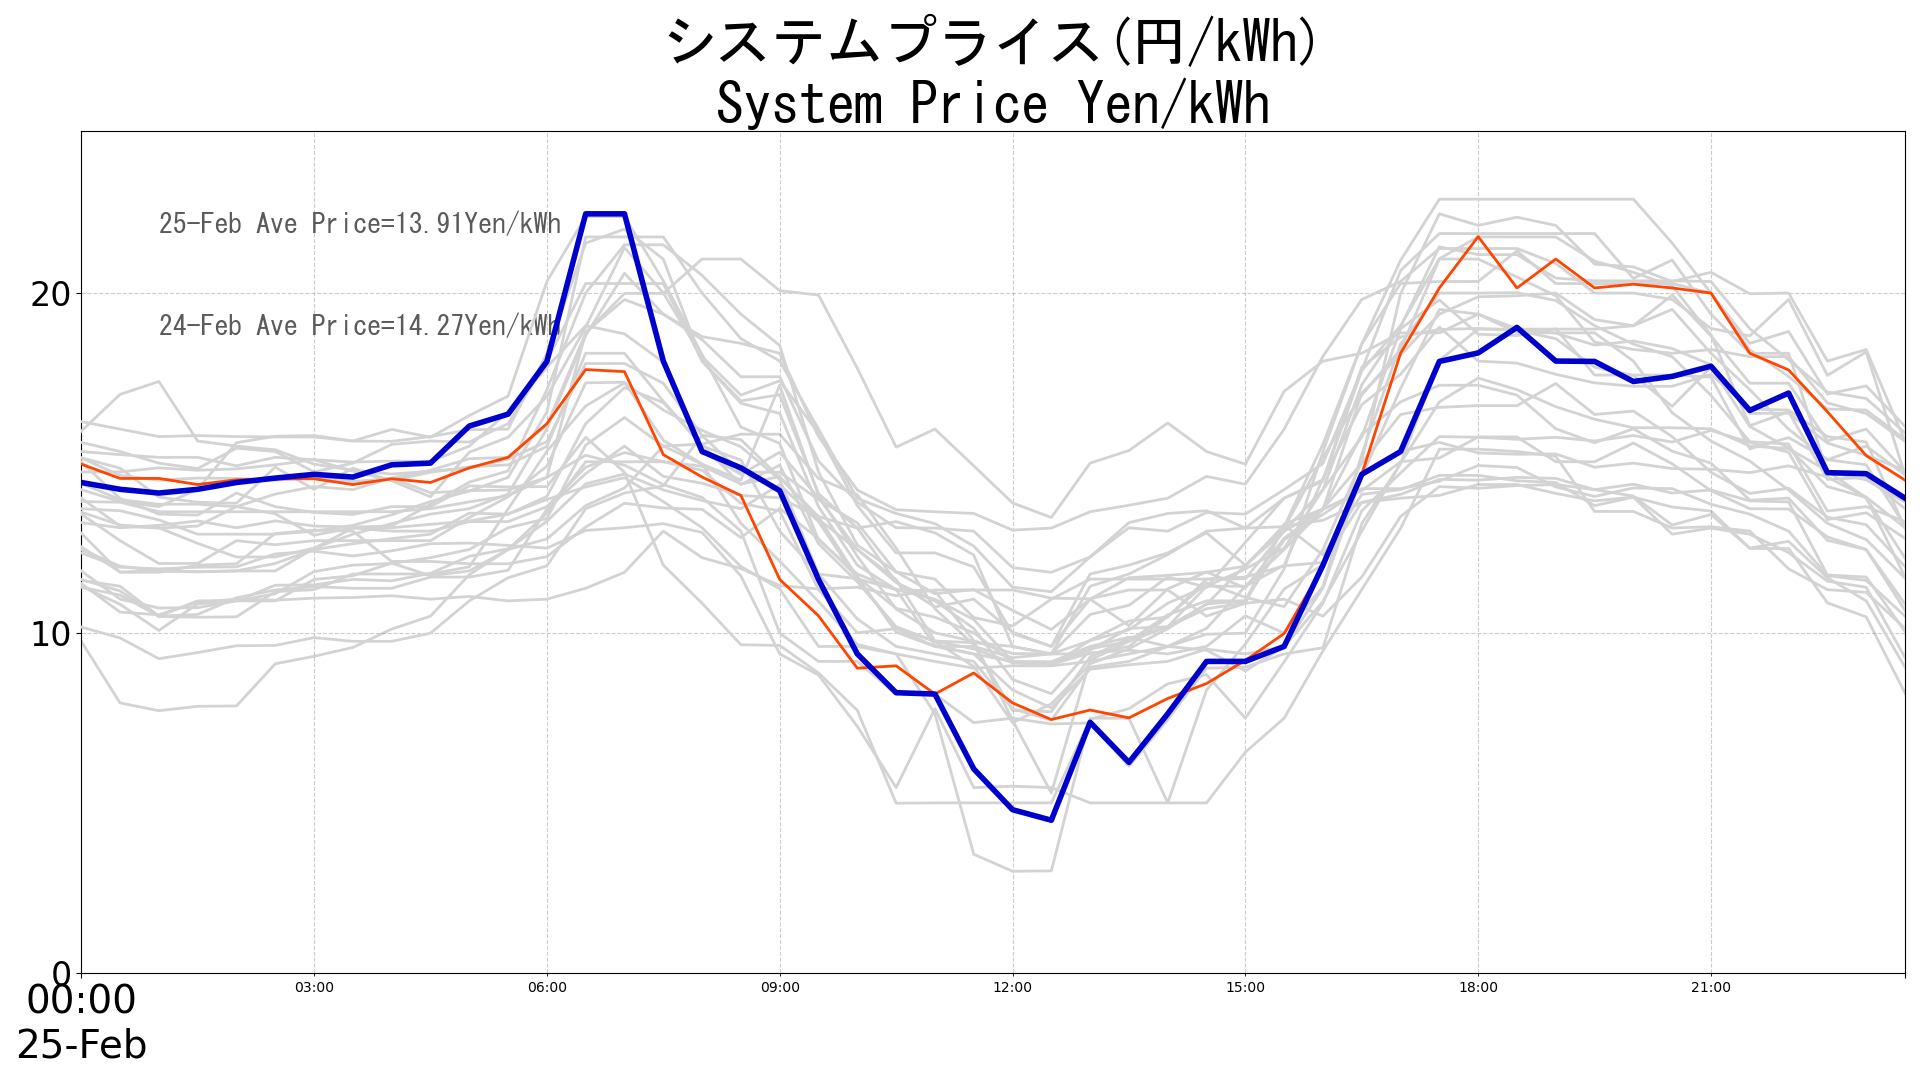 システムプライス(円/kWh)
System Price Yen/kWh
25-Feb Ave Price=13.91Yen/kWh
24-Feb Ave Price=14.27Yen/kWh
20
10
0
00:00
25-Feb
03:00
06:00
09:00
12:00
15:00
18:00
21:00